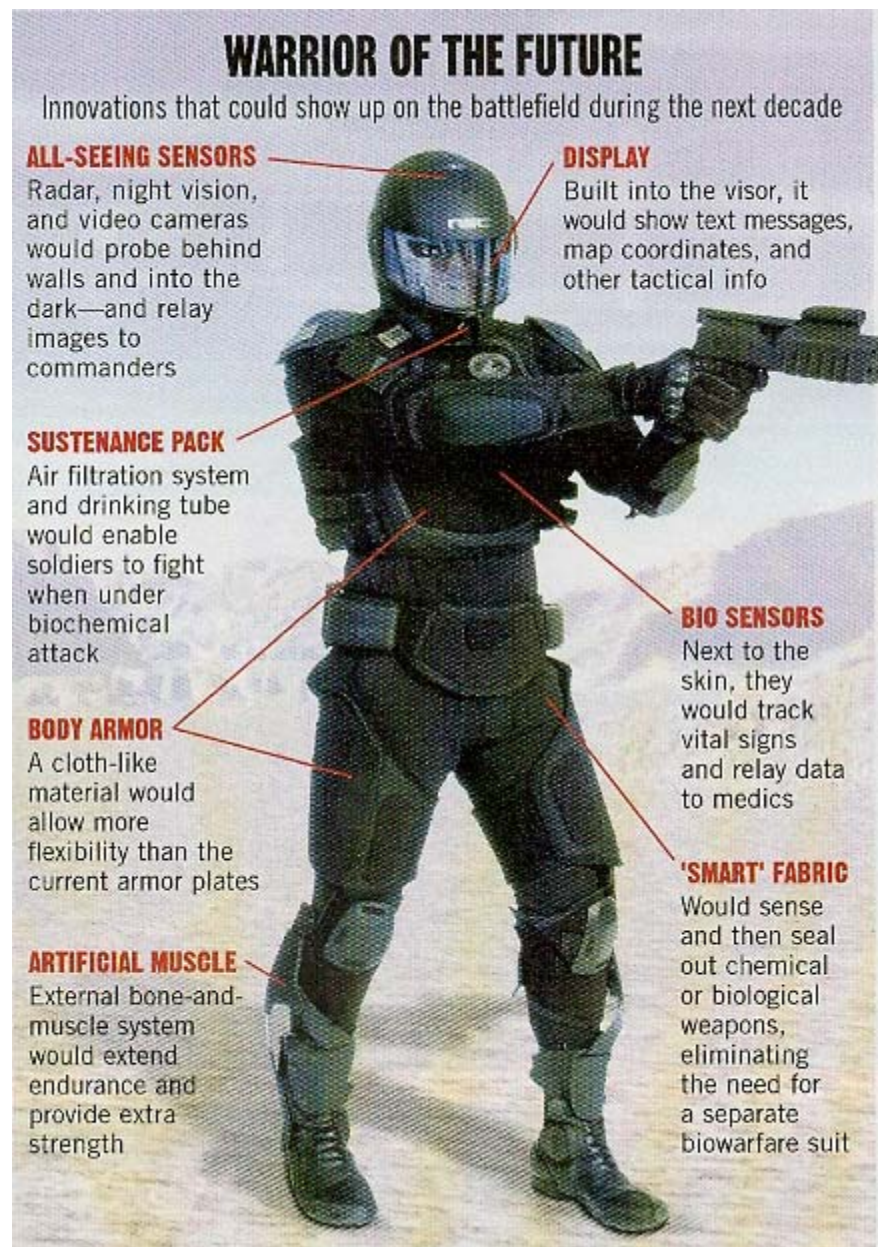 WARRIOR OF THE FUTURE
Innovations that could show up on the battlefield during the next decade
ALL-SEEING SENSORS
Radar, night vision,
and video cameras
would probe behind
walls and into the
dark—and relay
images to
commanders
DISPLAY
Built into the visor, it
would show text messages,
map coordinates, and
other tactical info
SUSTENANCE PACK
Air filtration system
and drinking tube
would enable
soldiers to fight
when under
biochemical
attack
BODY ARMOR
A cloth-like
material would
allow more
flexibility than the
current armor plates
ARTIFICIAL MUSCLE
External bone-and-
muscle system
would extend
endurance and
provide extra
strength
BIO SENSORS
Next to the
skin, they
would track
vital signs
and relay data
to medics
'SMART' FABRIC
Would sense
and then seal
out chemical
or biological
weapons,
eliminating
the need for
a separate
biowarfare suit